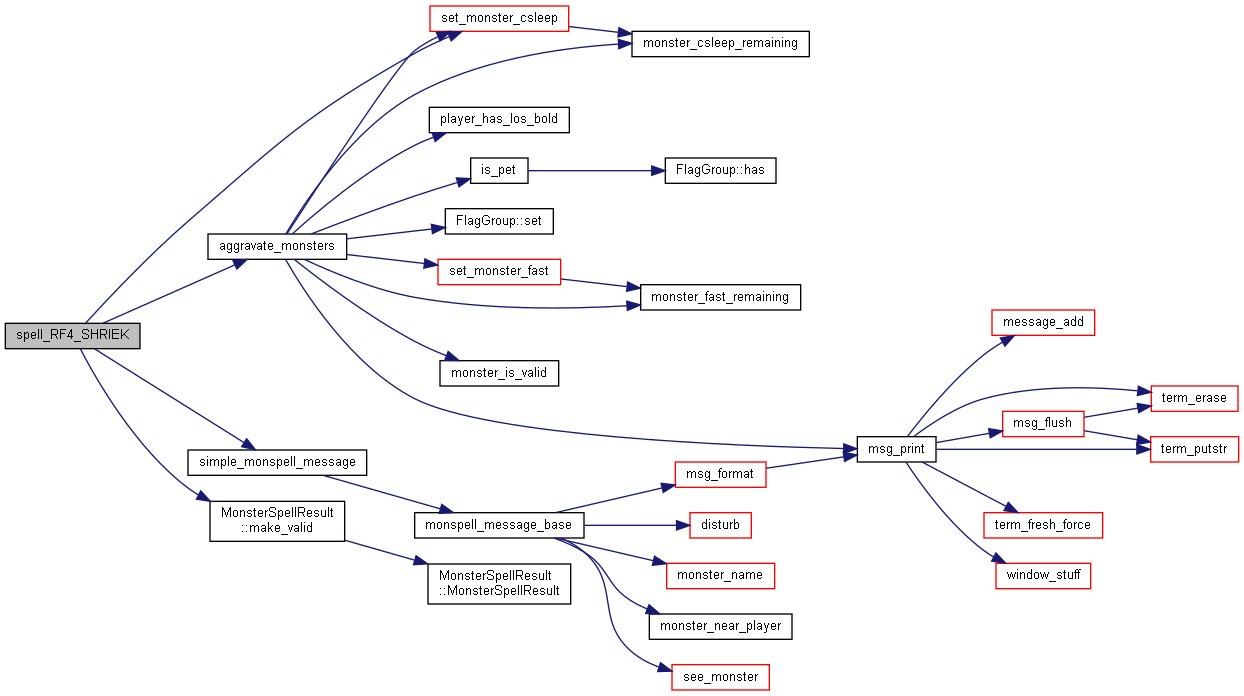 set_monster_csleep
monster_csleep_remaining
player_has_los_bold
is_pet
FlagGroup::has
FlagGroup::set
aggravate_monsters
set_monster_fast
monster_fast_remaining
message_add
spell_RF4_SHRIEK
monster_is_valid
term_erase
msg_flush
msg_print
term_putstr
simple_monspell_message
msg_format
MonsterSpellResult
::make_valid
monspell_message_base
disturb
term_fresh_force
monster_name
window_stuff
MonsterSpellResult
::MonsterSpellResult
monster_near_player
see_monster